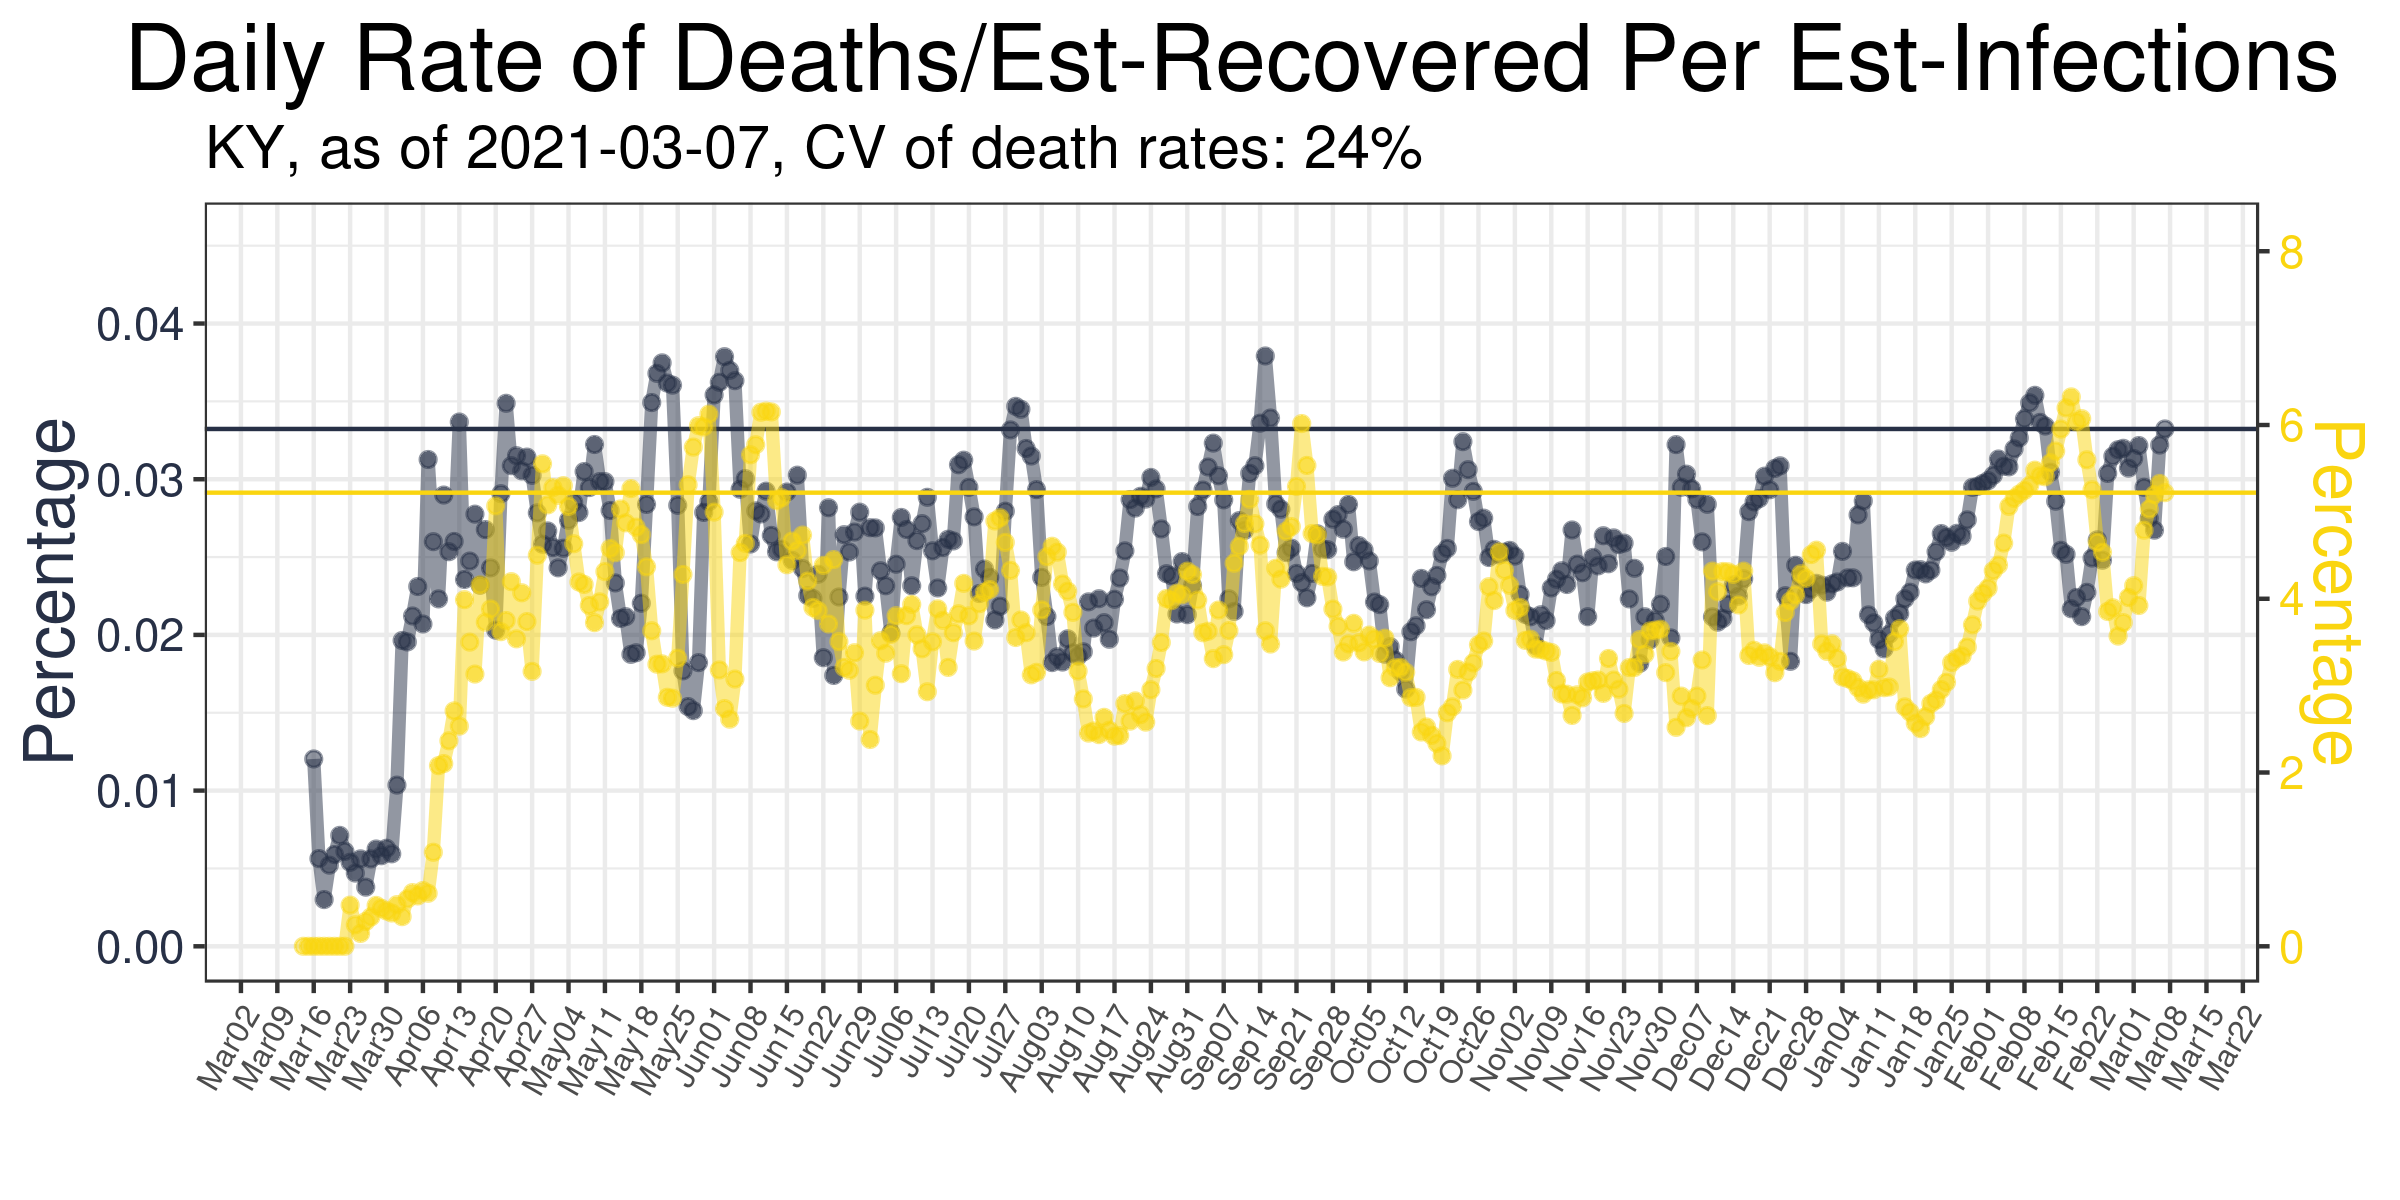 Daily Rate of Deaths/Est-Recovered Per Est-Infections
KY, as of 2021-03-07, CV of death rates: 24%
Percentage
0.04
0.03
0.02
0.01
0.00
8
6
4
2
0
Percentage
Mar02
Mar09
Mar16
Mar23
Mar30
Apr06
Apr13
Apr20
Apr27
May04
May11
May18
May25
Jun01
Jun08
Jun15
Jun22
Jun29
Jul06
Jul13
Jul20
Jul27
Aug03
Aug10
Aug17
Aug24
Aug31
Sep07
Sep14
Sep21
Sep28
Oct05
Oct12
Oct19
Oct26
Nov02
Nov09
Nov16
Nov23
Nov30
Dec07
Dec14
Dec21
Dec28
Jan04
Jan11
Jan18
Jan25
Feb01
Feb08
Feb15
Feb22
Mar01
Mar08
Mar15
Mar22